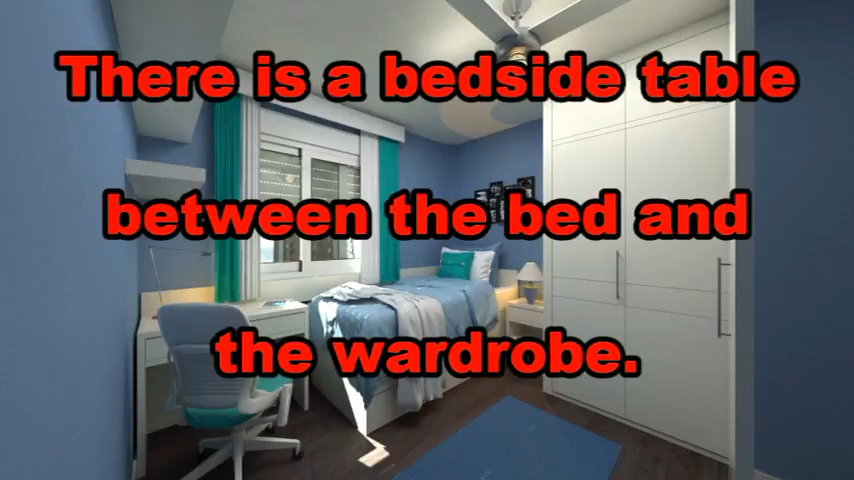 There is a bedside table
between the bed and
the wardrobe.